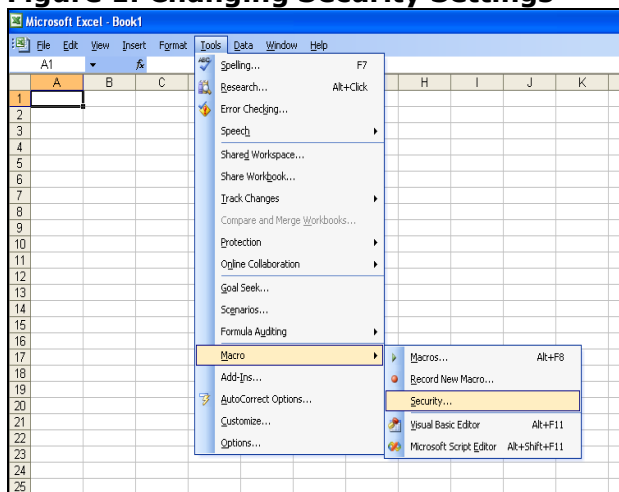 Figure 1: Changing Security Settings
Microsoft Excel - Book1
File Edit View Insert Format Tools Data Window Help
A1 fx
A B C H I J K
Spelling... F7
Research... Alt+Click
Error Checking...
Speech
Shared Workspace...
Share Workbook...
Track Changes
Compare and Merge Workbooks...
Protection
Online Collaboration
Goal Seek...
Scenarios...
Formula Auditing
Macro
Add-Ins...
AutoCorrect Options...
Customize...
Options...
Macros... Alt+F8
Record New Macro...
Security...
Visual Basic Editor Alt+F11
Microsoft Script Editor Alt+Shift+F11
1
2
3
4
5
6
7
8
9
10
11
12
13
14
15
16
17
18
19
20
21
22
23
24
25